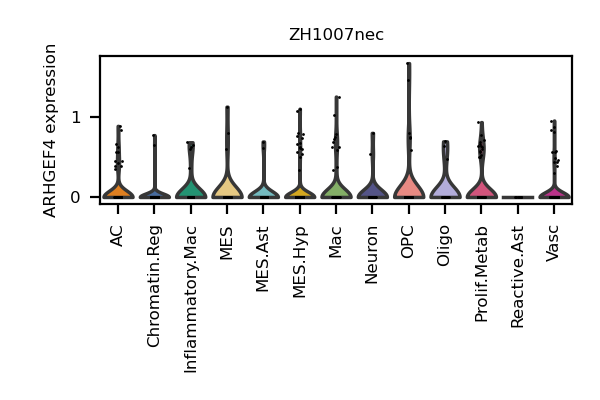 ZH1007nec
ARHGEF4 expression
1
0
AC
Chromatin.Reg
Inflammatory.Mac
MES
MES.Ast
MES.Hyp
Mac
Neuron
OPC
Oligo
Prolif.Metab
Reactive.Ast
Vasc